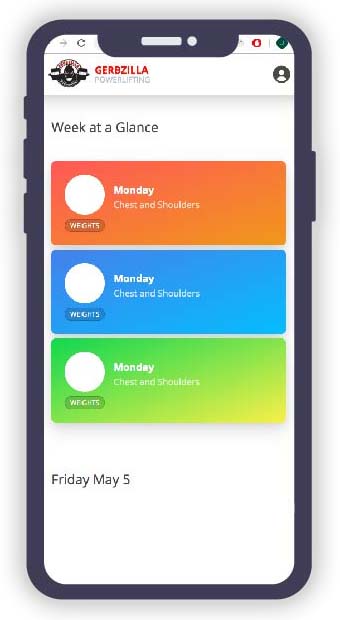 GERBZILLA
POWERLIFTING
Week at a Glance
Monday
Chest and Shoulders
WEIGHTS
Monday
Chest and Shoulders
WEIGHTS
Monday
Chest and Shoulders
WEIGHTS
Friday May 5